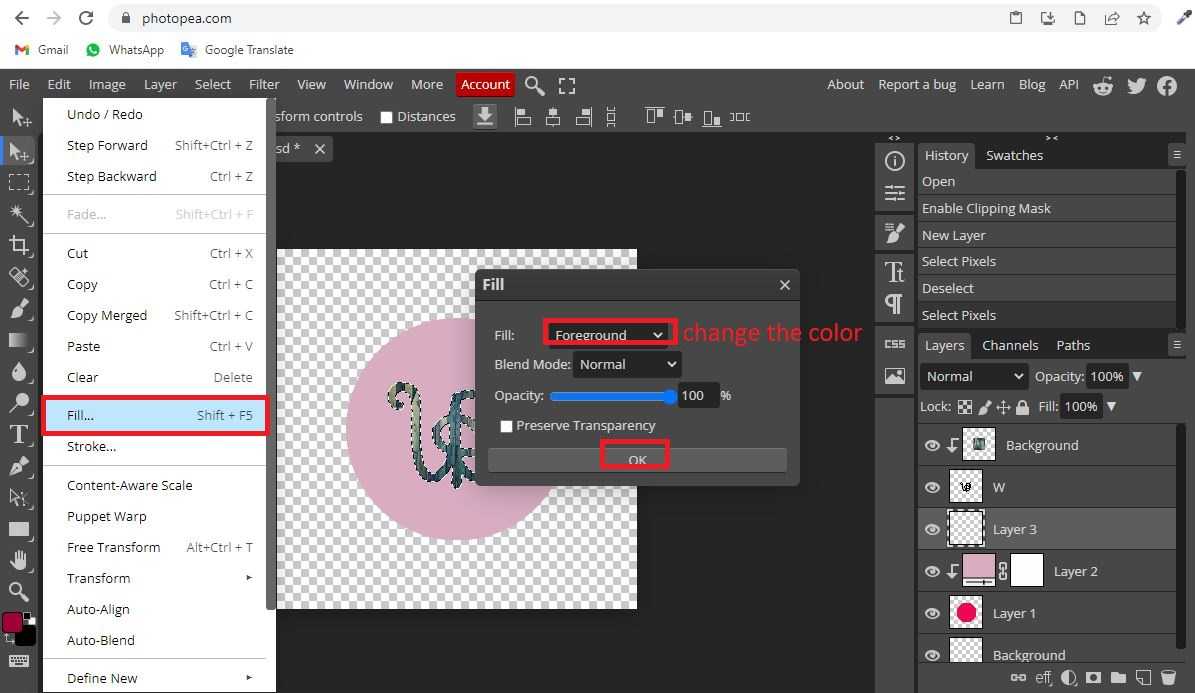 photopea.com
Gmail WhatsApp Google Translate
File Edit Image Layer Select Filter View Window More Account About Report a bug Learn Blog API
sform controls Distances
sd *
Undo / Redo
Step Forward Shift+Ctrl + Z
Step Backward Ctrl + Z
Fade... Shift+Ctrl + F
Cut Ctrl + X
Copy Ctrl + C
Copy Merged Shift+Ctrl + C
Paste Ctrl + V
Clear Delete
Fill... Shift + F5
Stroke...
Content-Aware Scale
Puppet Warp
Free Transform Alt+Ctrl + T
Transform
Auto-Align
Auto-Blend
Define New
Fill
Fill: Foreground change the color
Blend Mode: Normal
Opacity: 100 %
Preserve Transparency
OK
CSS
History Swatches
Open
Enable Clipping Mask
New Layer
Select Pixels
Deselect
Select Pixels
Layers Channels Paths
Normal Opacity: 100%
Lock: Fill: 100%
Background
W
Layer 3
Layer 2
Layer 1
Background
eff